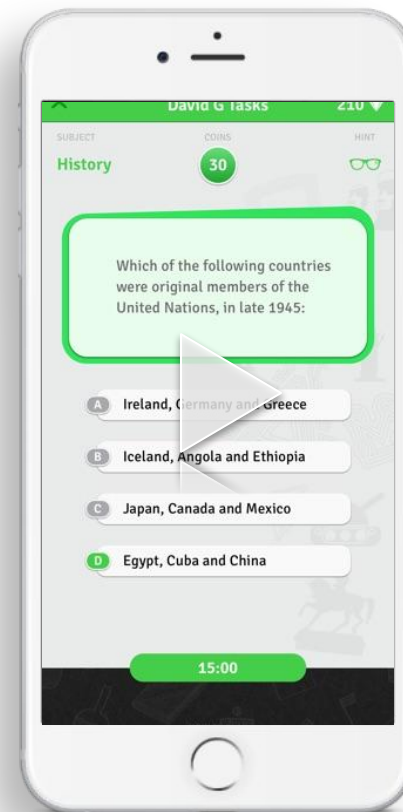 David G Tasks
210
SUBJECT
COINS
HINT
History
30
Which of the following countries
were original members of the
United Nations, in late 1945:
A Ireland, Germany and Greece
B Iceland, Angola and Ethiopia
C Japan, Canada and Mexico
D Egypt, Cuba and China
15:00